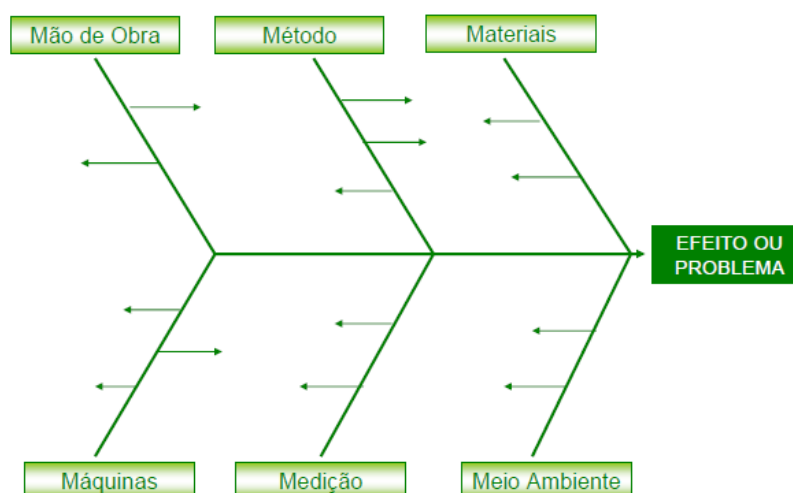 Mão de Obra
Método
Materiais
EFEITO OU
PROBLEMA
Máquinas
Medição
Meio Ambiente